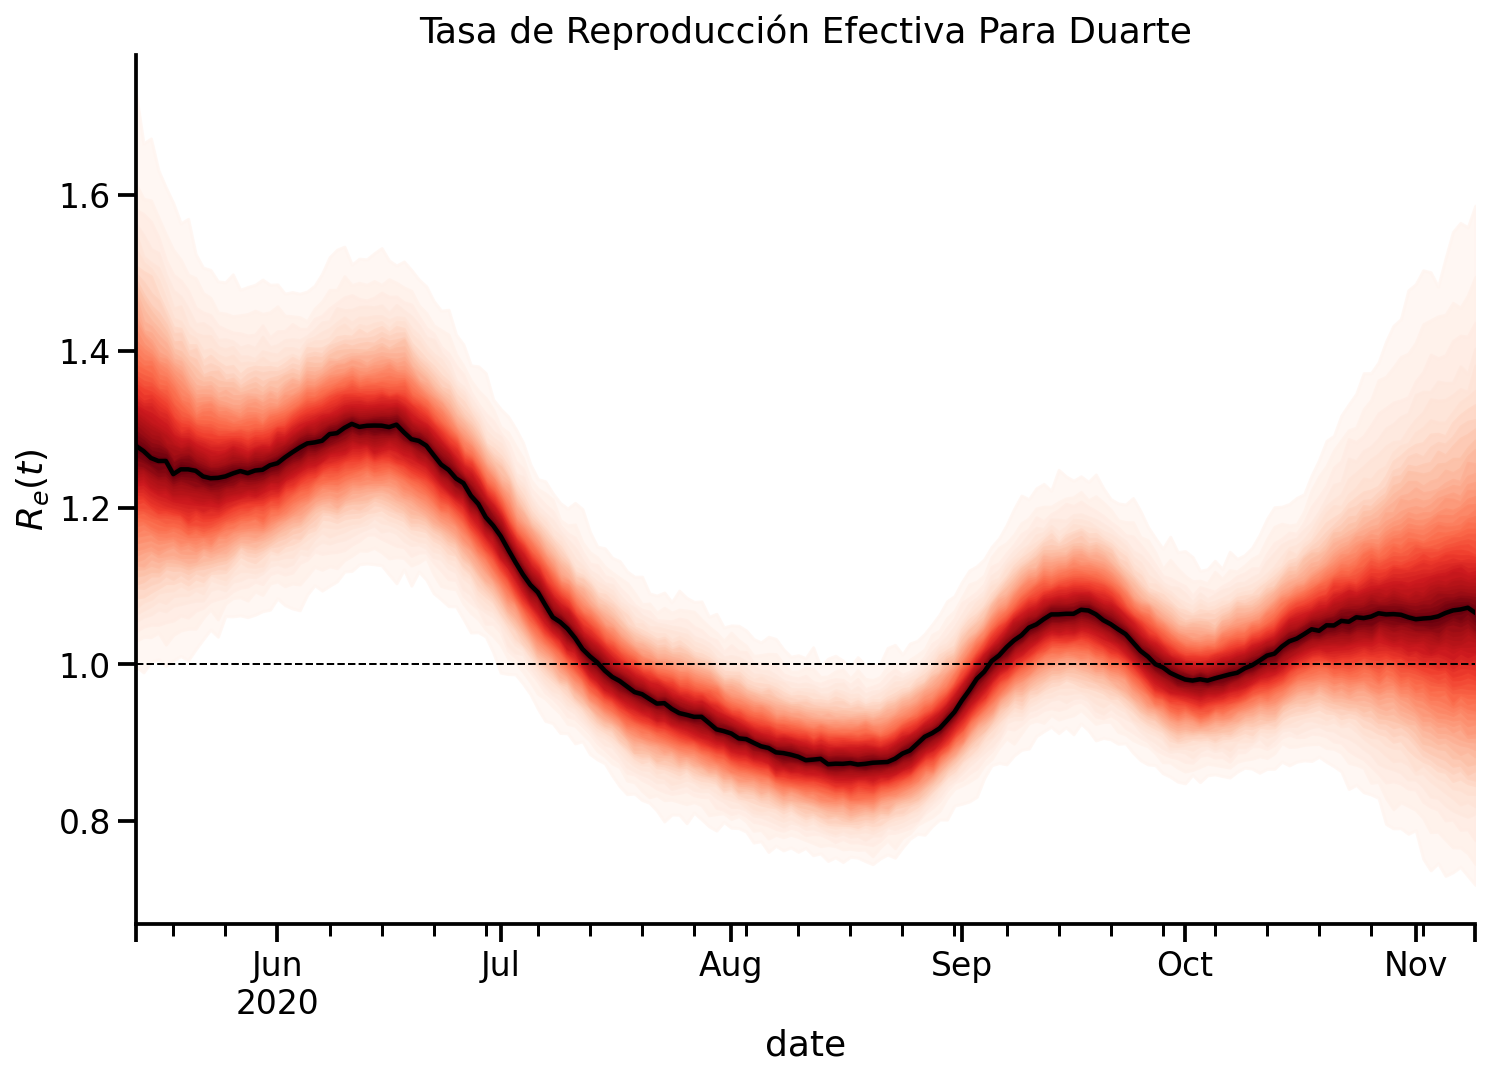 Tasa de Reproducción Efectiva Para Duarte
1.6
1.4
1.2
1.0
0.8
Rₑ(t)
Jun Jul Aug Sep Oct Nov
2020
date